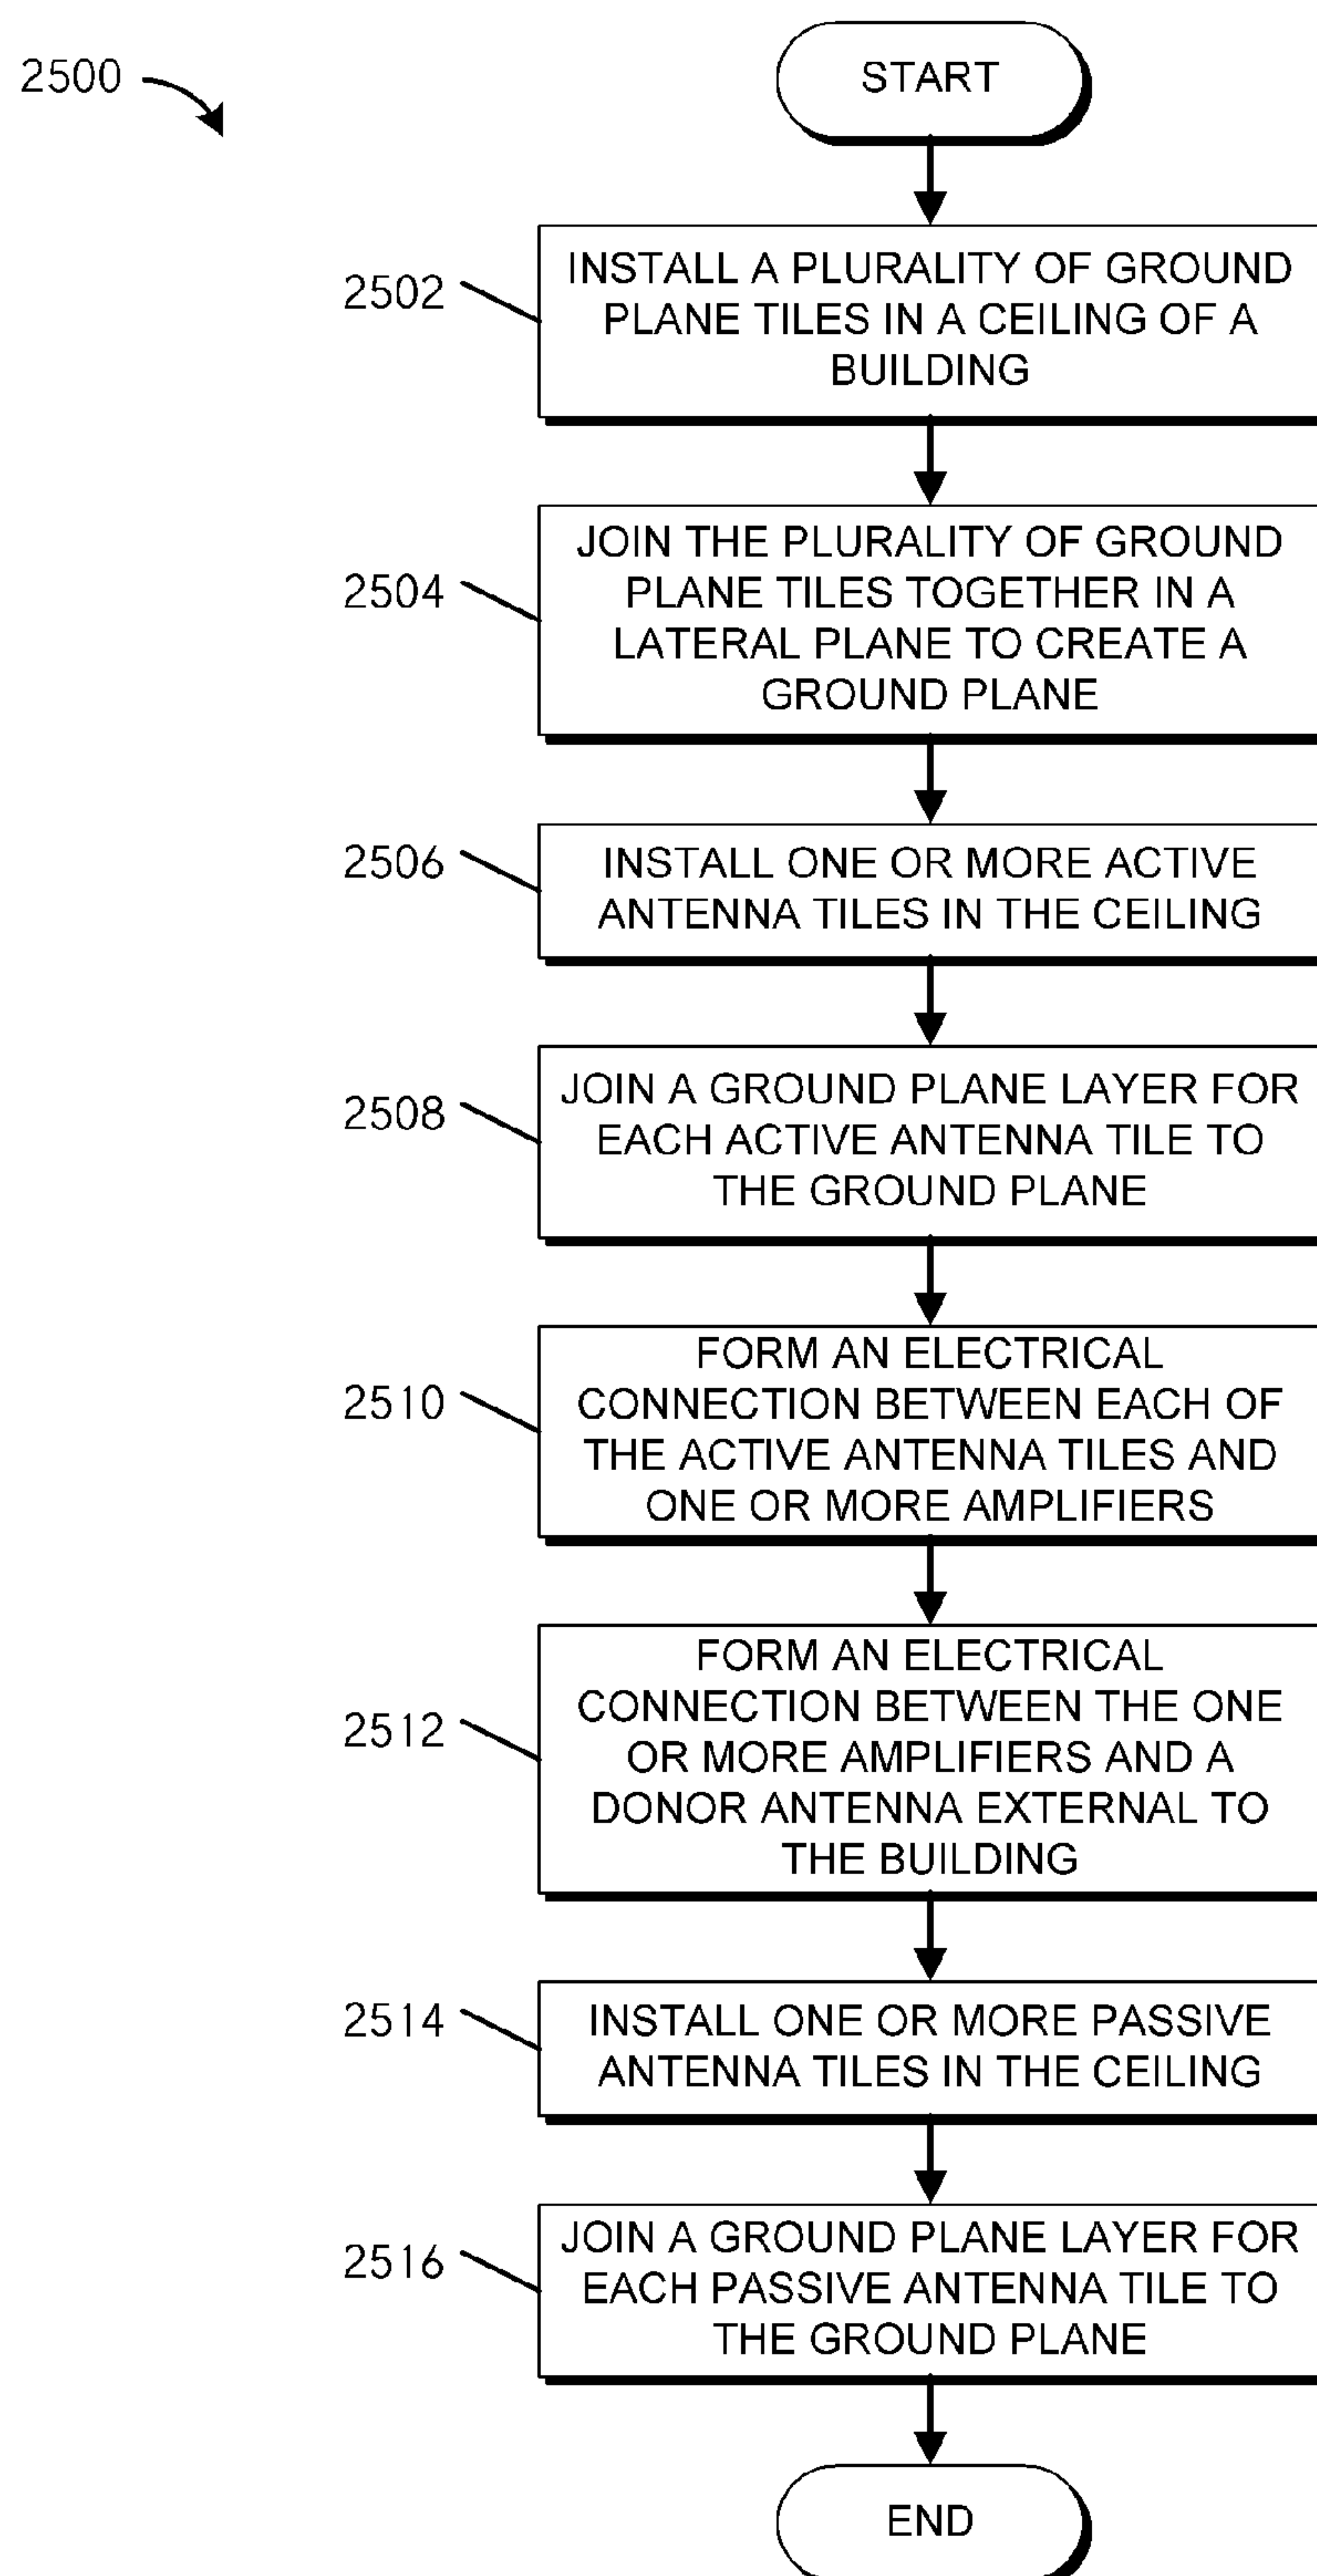 2500
START
2502
INSTALL A PLURALITY OF GROUND
PLANE TILES IN A CEILING OF A
BUILDING
2504
JOIN THE PLURALITY OF GROUND
PLANE TILES TOGETHER IN A
LATERAL PLANE TO CREATE A
GROUND PLANE
2506
INSTALL ONE OR MORE ACTIVE
ANTENNA TILES IN THE CEILING
2508
JOIN A GROUND PLANE LAYER FOR
EACH ACTIVE ANTENNA TILE TO
THE GROUND PLANE
2510
FORM AN ELECTRICAL
CONNECTION BETWEEN EACH OF
THE ACTIVE ANTENNA TILES AND
ONE OR MORE AMPLIFIERS
2512
FORM AN ELECTRICAL
CONNECTION BETWEEN THE ONE
OR MORE AMPLIFIERS AND A
DONOR ANTENNA EXTERNAL TO
THE BUILDING
2514
INSTALL ONE OR MORE PASSIVE
ANTENNA TILES IN THE CEILING
2516
JOIN A GROUND PLANE LAYER FOR
EACH PASSIVE ANTENNA TILE TO
THE GROUND PLANE
END